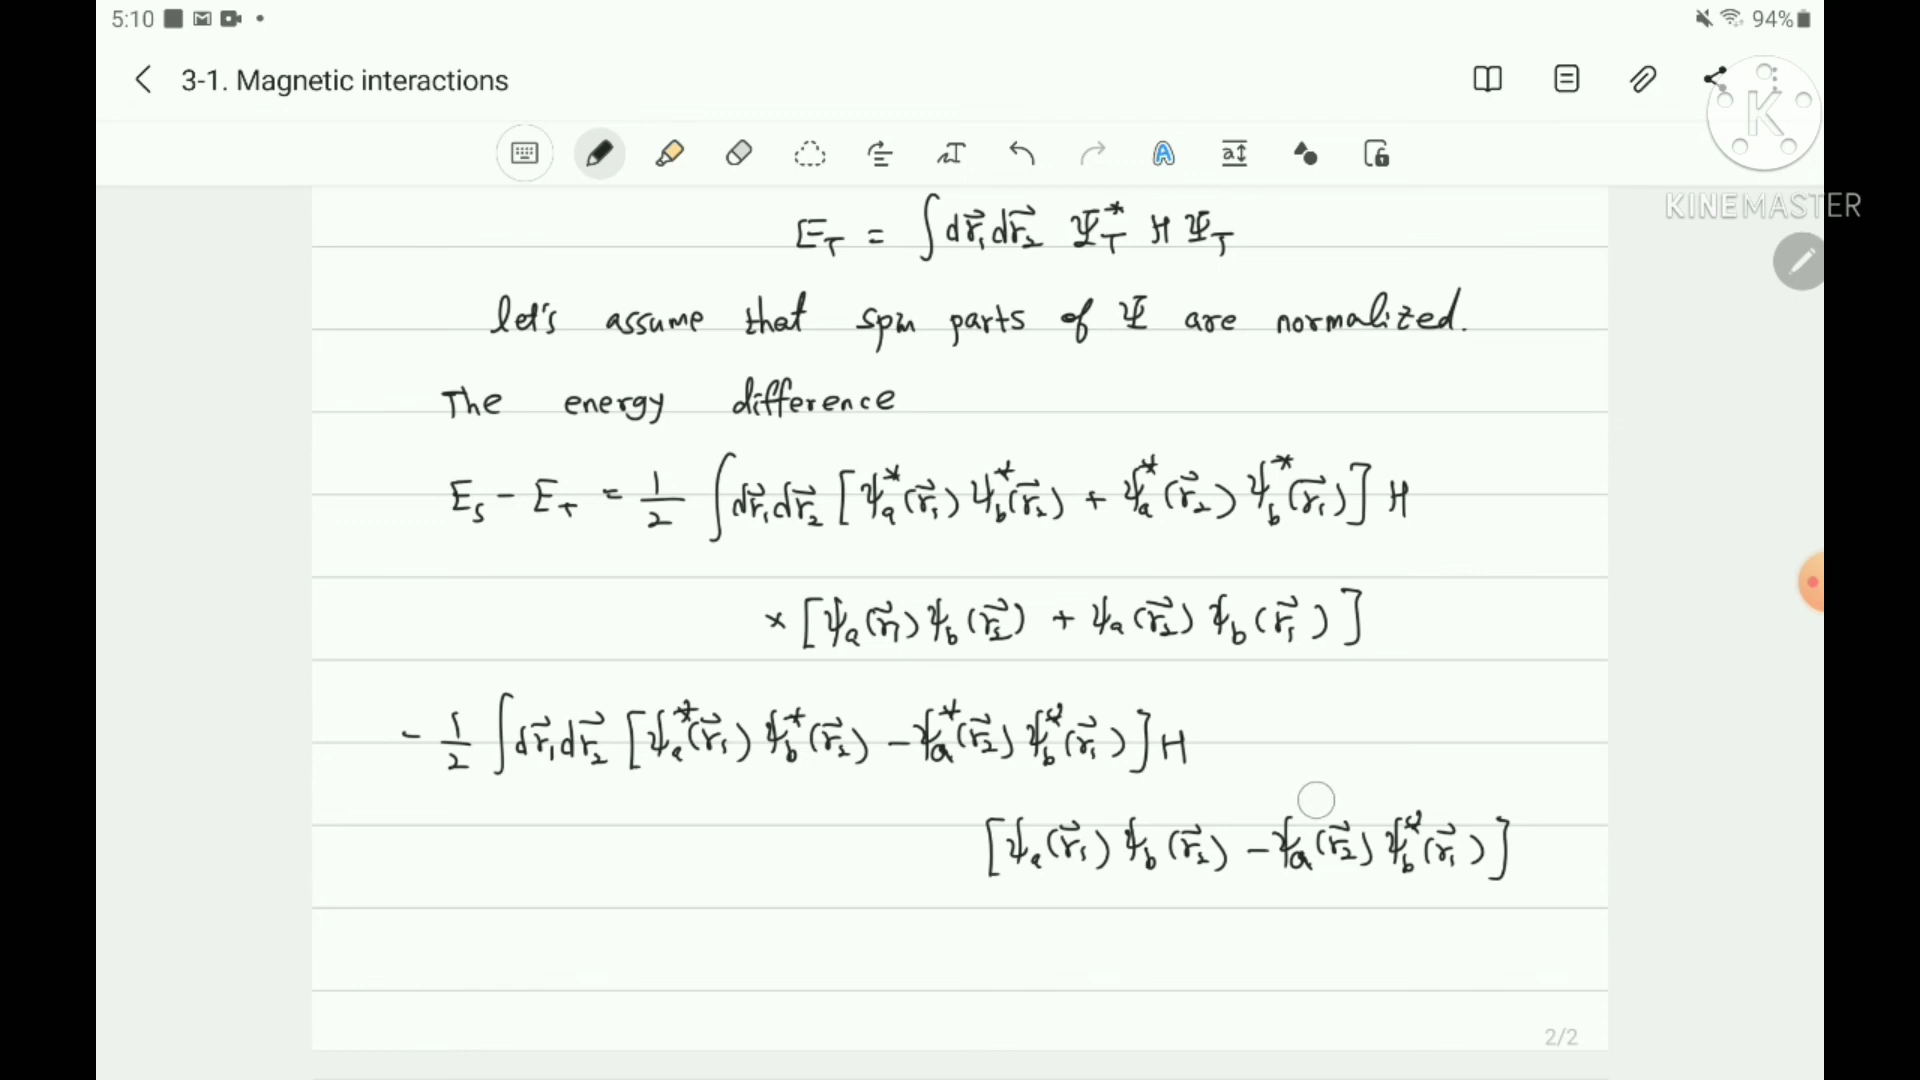 5:10 94%
3-1. Magnetic interactions
KINEMASTER
E_T = ∫dr⃗₁dr⃗₂ Ψ_T* H Ψ_T
let's assume that spin parts of Ψ are normalized.
The energy difference
E_S - E_T = 1/2 ∫dr⃗₁dr⃗₂ [ψ_a*(r⃗₁) ψ_b*(r⃗₂) + ψ_a*(r⃗₂) ψ_b*(r⃗₁)] H
× [ψ_a(r⃗₁) ψ_b(r⃗₂) + ψ_a(r⃗₂) ψ_b(r⃗₁)]
- 1/2 ∫dr⃗₁dr⃗₂ [ψ_a*(r⃗₁) ψ_b*(r⃗₂) - ψ_a*(r⃗₂) ψ_b*(r⃗₁)] H
[ψ_a(r⃗₁) ψ_b(r⃗₂) - ψ_a(r⃗₂) ψ_b*(r⃗₁)]
2/2